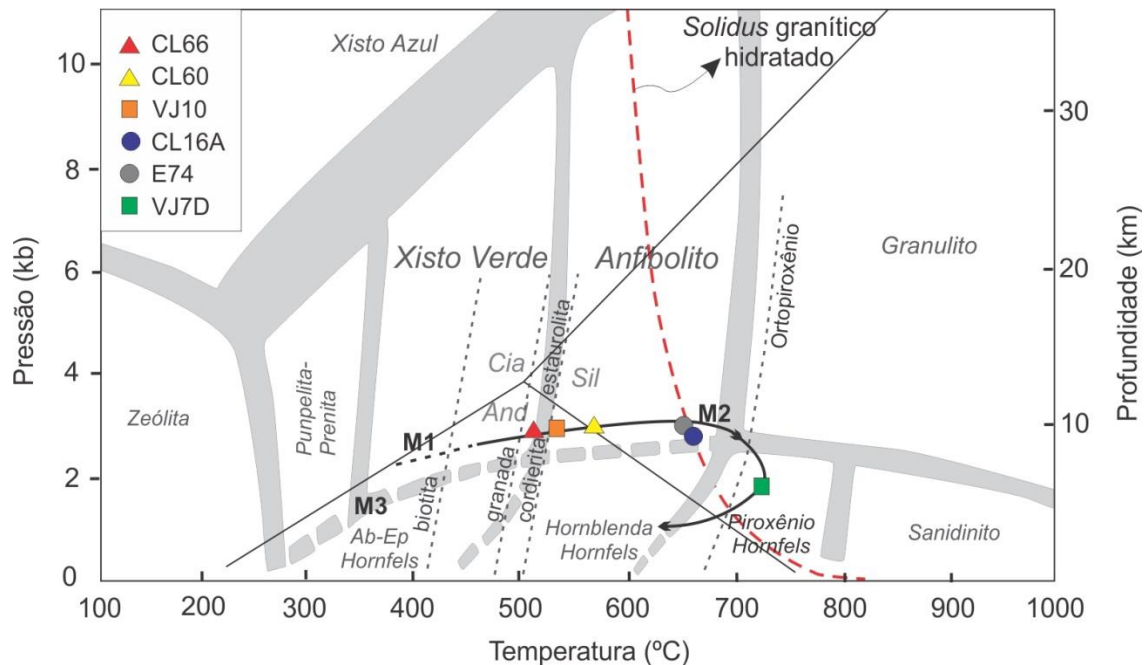 CL66
CL60
VJ10
CL16A
E74
VJ7D
Xisto Azul
Solidus granítico
hidratado
Pressão (kb)
10
8
6
4
2
0
Profundidade (km)
30
20
10
Xisto Verde
Anfibolito
Granulito
Ortopiroxênio
estaurolita
Cia
Sil
And
Zeólita
Punpelita-
Prenita
M1
M2
M3
biotita
granada
cordierita
Ab-Ep
Hornfels
Hornblenda
Hornfels
Piroxênio
Hornfels
Sanidinito
100
200
300
400
500
600
700
800
900
1000
Temperatura (ºC)